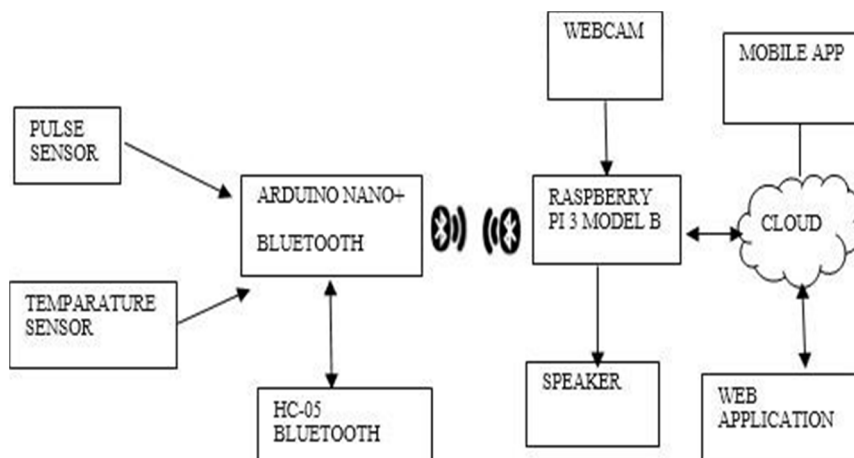 WEBCAM
MOBILE APP
PULSE
SENSOR
ARDUINO NANO+
BLUETOOTH
RASPBERRY
PI 3 MODEL B
CLOUD
TEMPARATURE
SENSOR
HC-05
BLUETOOTH
SPEAKER
WEB
APPLICATION